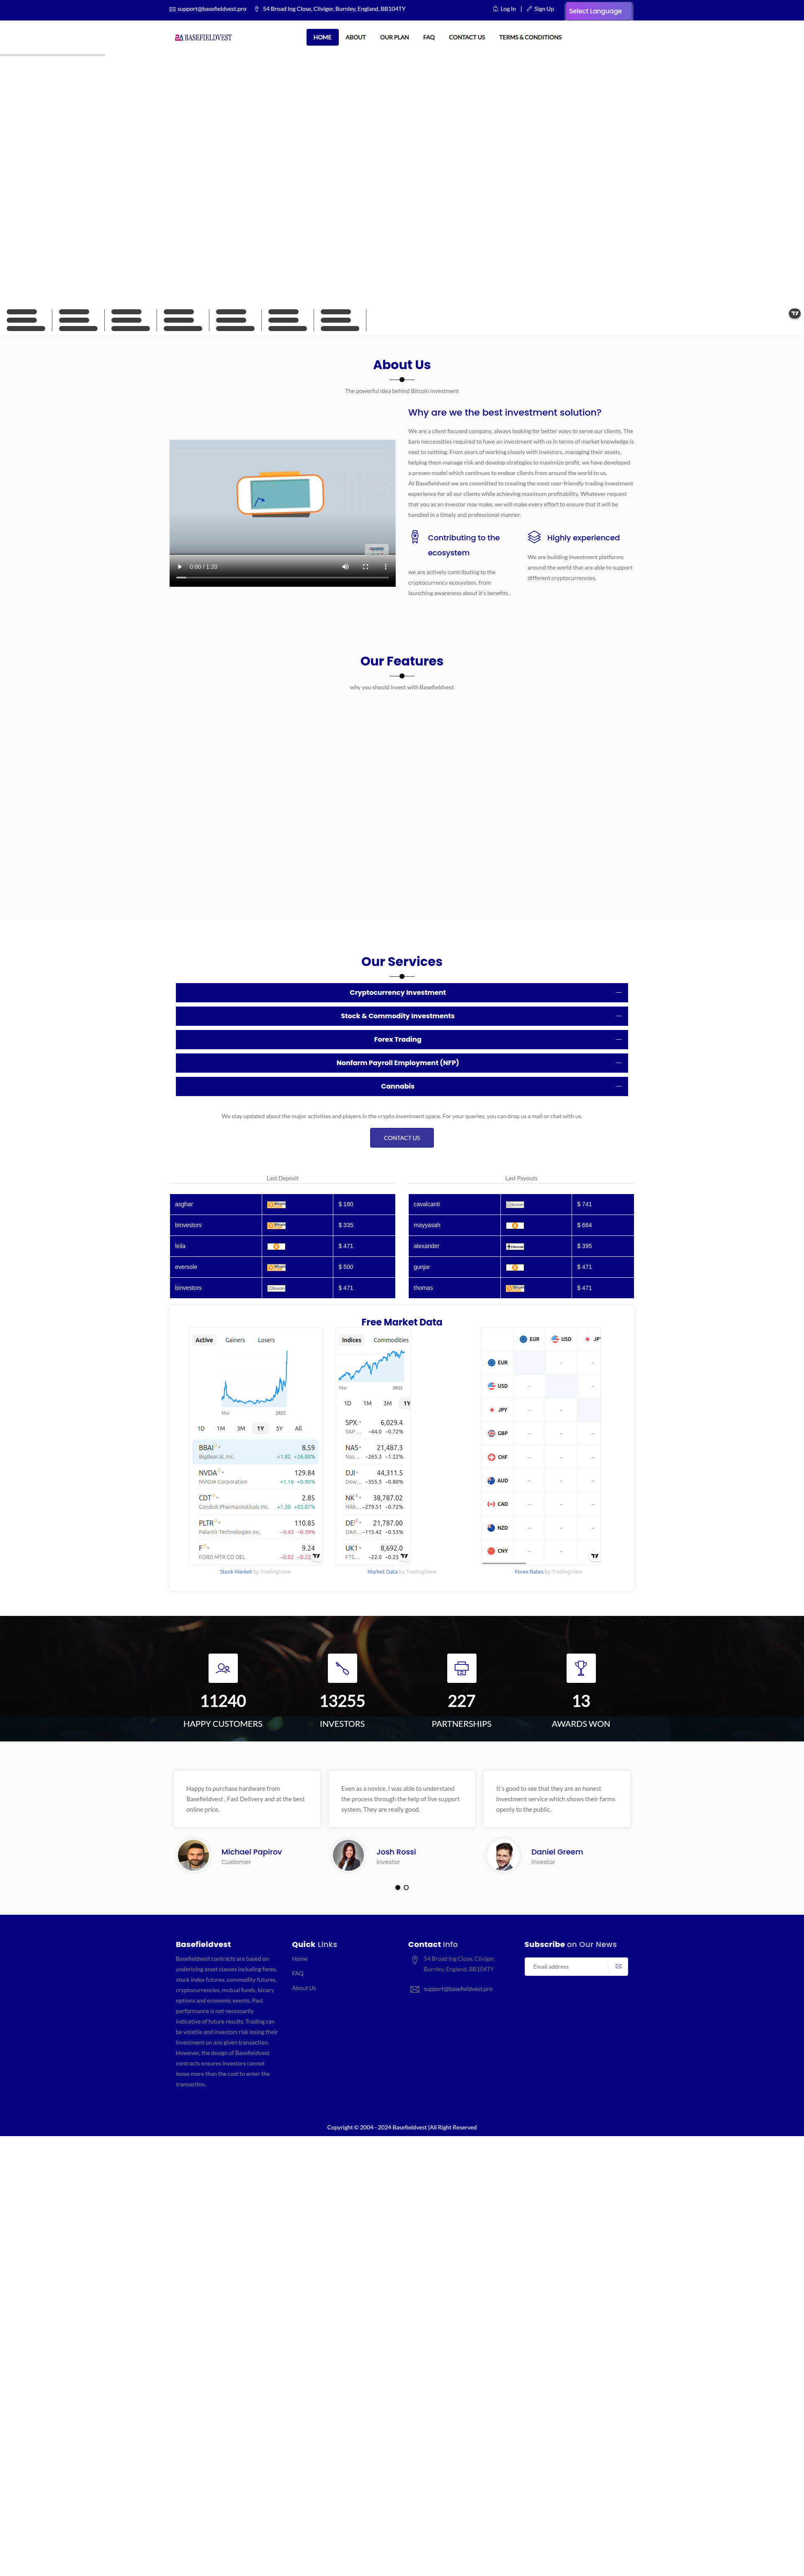 support@basefieldvest.pro 54 Broad Ing Close, Cliviger, Burnley, England, BB104TY Log In | Sign Up Select Language
BASEFIELDVEST HOME ABOUT OUR PLAN FAQ CONTACT US TERMS & CONDITIONS
About Us
The powerful idea behind Bitcoin investment
Why are we the best investment solution?
We are a client focused company, always looking for better ways to serve our clients. The
bare neccessities required to have an investment with us in terms of market knowledge is
next to nothing. From years of working closely with investors, managing their assets,
helping them manage risk and develop strategies to maximize profit, we have developed
a proven model which continues to endear clients from around the world to us.
At Basefieldvest we are committed to creating the most user-friendly trading investment
experience for all our clients while achieving maximum profitability. Whatever request
that you as an investor may make, we will make every effort to ensure that it will be
handled in a timely and professional manner.
0:00 / 1:20
Contributing to the
ecosystem
we are actively contributing to the
cryptocurrency ecosystem, from
launching awareness about it's benefits .
Highly experienced
We are building investment platforms
around the world that are able to support
different cryptocurrencies.
Our Features
why you should invest with Basefieldvest
Our Services
Cryptocurrency Investment
Stock & Commodity Investments
Forex Trading
Nonfarm Payroll Employment (NFP)
Cannabis
We stay updated about the major activities and players in the crypto investment space. For your queries, you can drop us a mail or chat with us.
CONTACT US
Last Deposit
asghar $ 180
binvestors $ 335
leila $ 471
eversole $ 500
binvestors $ 471
Last Payouts
cavalcanti $ 741
mayyasah $ 664
alexander $ 395
gunjar $ 471
thomas $ 471
Free Market Data
Active Gainers Losers
Mar 2025
1D 1M 3M 1Y 5Y All
BBAI 8.59
BigBear.ai, Inc. +1.82 +26.88%
NVDA 129.84
NVIDIA Corporation +1.16 +0.90%
CDT 2.85
Conduit Pharmaceuticals Inc. +1.30 +83.87%
PLTR 110.85
Palantir Technologies Inc. −0.43 −0.39%
F 9.24
FORD MTR CO DEL −0.02
Stock Market by TradingView
Indices Commodities
Mar 2025
1D 1M 3M 1Y
SPX 6,029.4
S&P ... −44.0 −0.72%
NAS 21,487.3
Nas... −265.3 −1.22%
DJI 44,311.5
Dow... −355.5 −0.80%
NK 38,787.02
Nikk... −279.51 −0.72%
DE 21,787.00
DAX... −115.42 −0.53%
UK1 8,692.0
FTS... −22.0 −0.25
Market Data by TradingView
EUR USD JP
EUR - -
USD - -
JPY - -
GBP - - -
CHF - - -
AUD - - -
CAD - - -
NZD - - -
CNY - - -
Forex Rates by TradingView
11240 13255 227 13
HAPPY CUSTOMERS INVESTORS PARTNERSHIPS AWARDS WON
Happy to purchase hardware from
Basefieldvest , Fast Delivery and at the best
online price.
Michael Papirov
Customer
Even as a novice, I was able to understand
the process through the help of live support
system. They are really good.
Josh Rossi
Investor
It's good to see that they are an honest
investment service which shows their farms
openly to the public.
Daniel Greem
Investor
Basefieldvest
Basefieldvest contracts are based on
underlying asset classes including forex,
stock index futures, commodity futures,
cryptocurrencies, mutual funds, binary
options and economic events. Past
performance is not necessarily
indicative of future results. Trading can
be volatile and investors risk losing their
investment on any given transaction.
However, the design of Basefieldvest
contracts ensures investors cannot
loose more than the cost to enter the
transaction.
Quick Links
Home
FAQ
About Us
Contact Info
54 Broad Ing Close, Cliviger,
Burnley, England, BB104TY
support@basefieldvest.pro
Subscribe on Our News
Email address
Copyright © 2004 - 2024 Basefieldvest |All Right Reserved